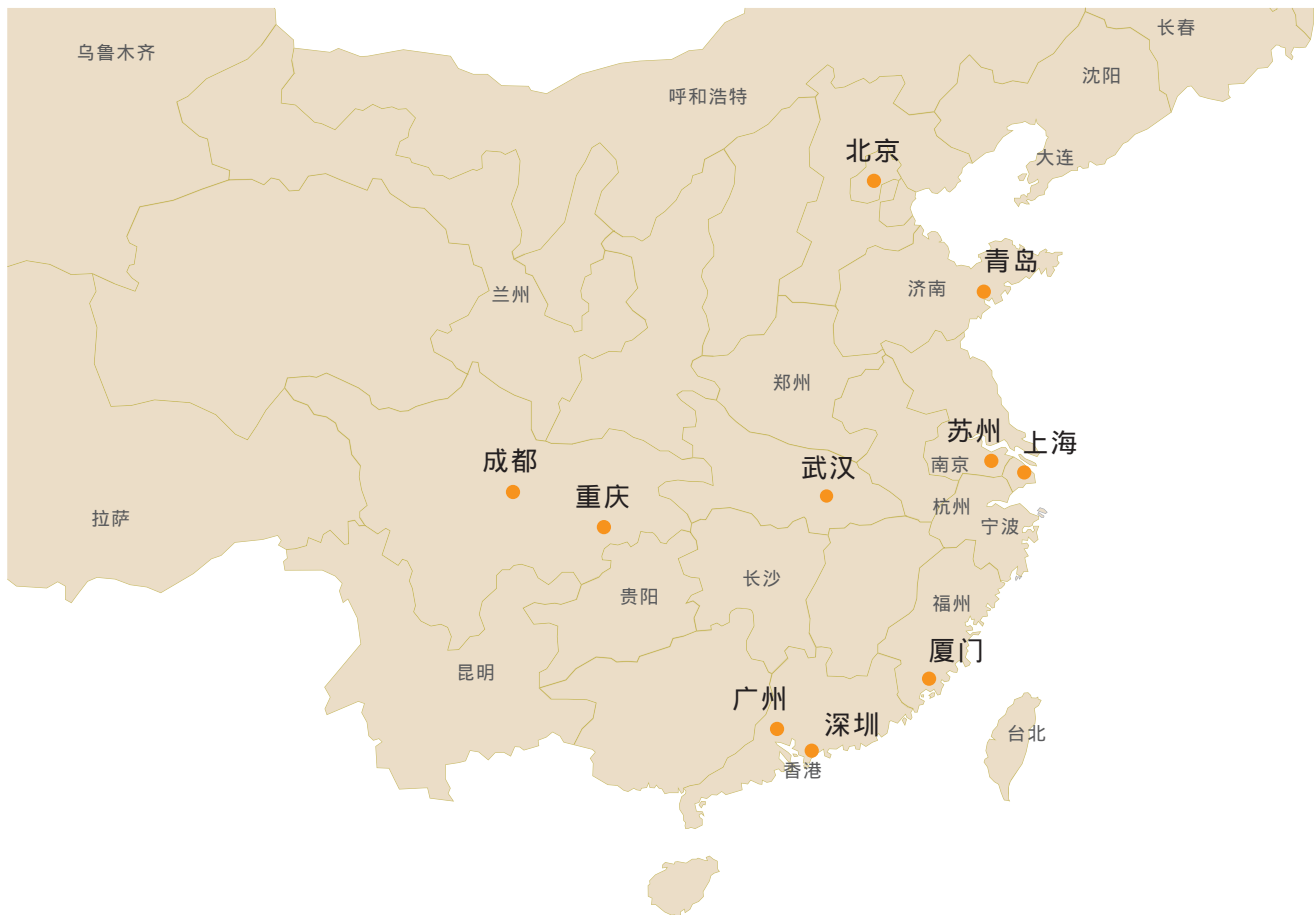 长春
乌鲁木齐
沈阳
呼和浩特
北京
大连
青岛
济南
兰州
郑州
苏州
上海
成都
南京
武汉
重庆
杭州
拉萨
宁波
长沙
贵阳
福州
厦门
昆明
广州
深圳
台北
香港